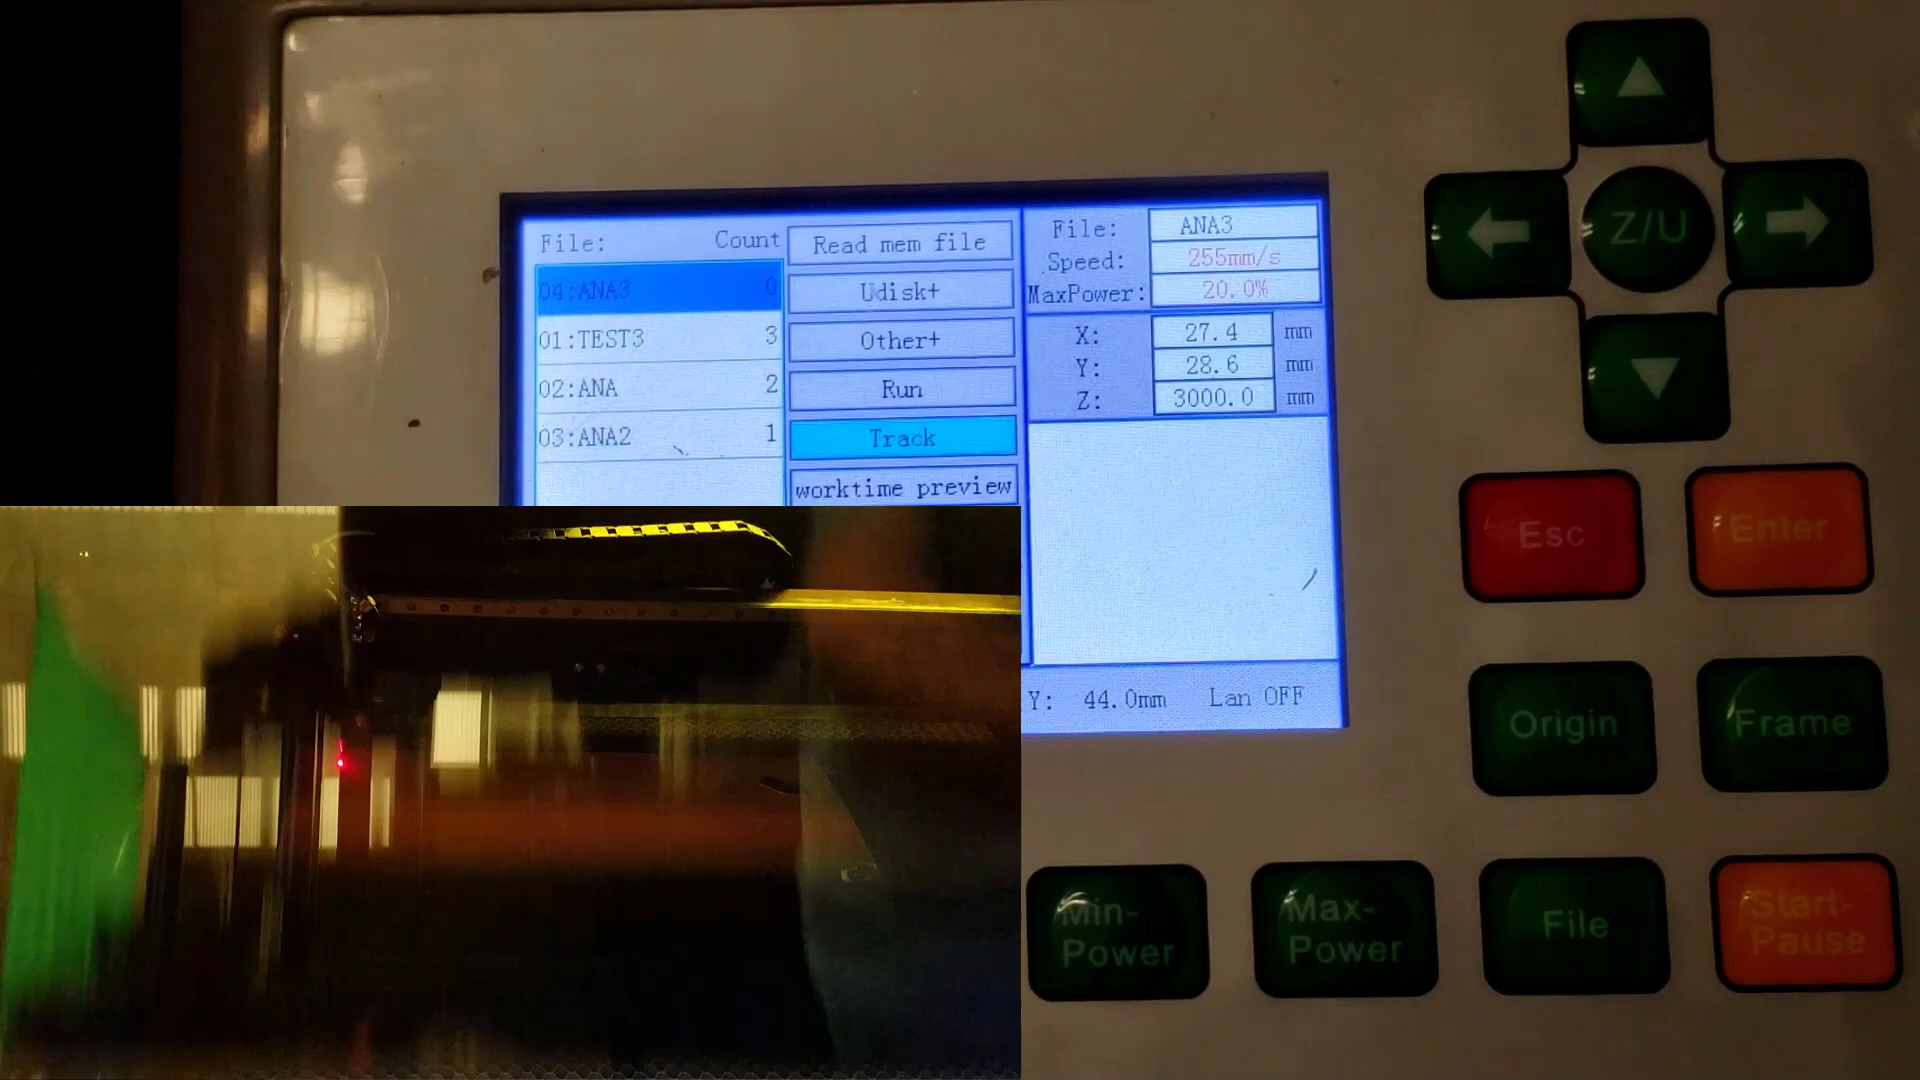 File: Count
04:ANA3 0
01:TEST3 3
02:ANA 2
03:ANA2 1
Read mem file
Udisk+
Other+
Run
Track
worktime preview
File: ANA3
Speed: 255mm/s
MaxPower: 20.0%
X: 27.4 mm
Y: 28.6 mm
Z: 3000.0 mm
Y: 44.0mm Lan OFF
Z/U
Esc
Enter
Origin
Frame
Min-
Power
Max-
Power
File
Start-
Pause